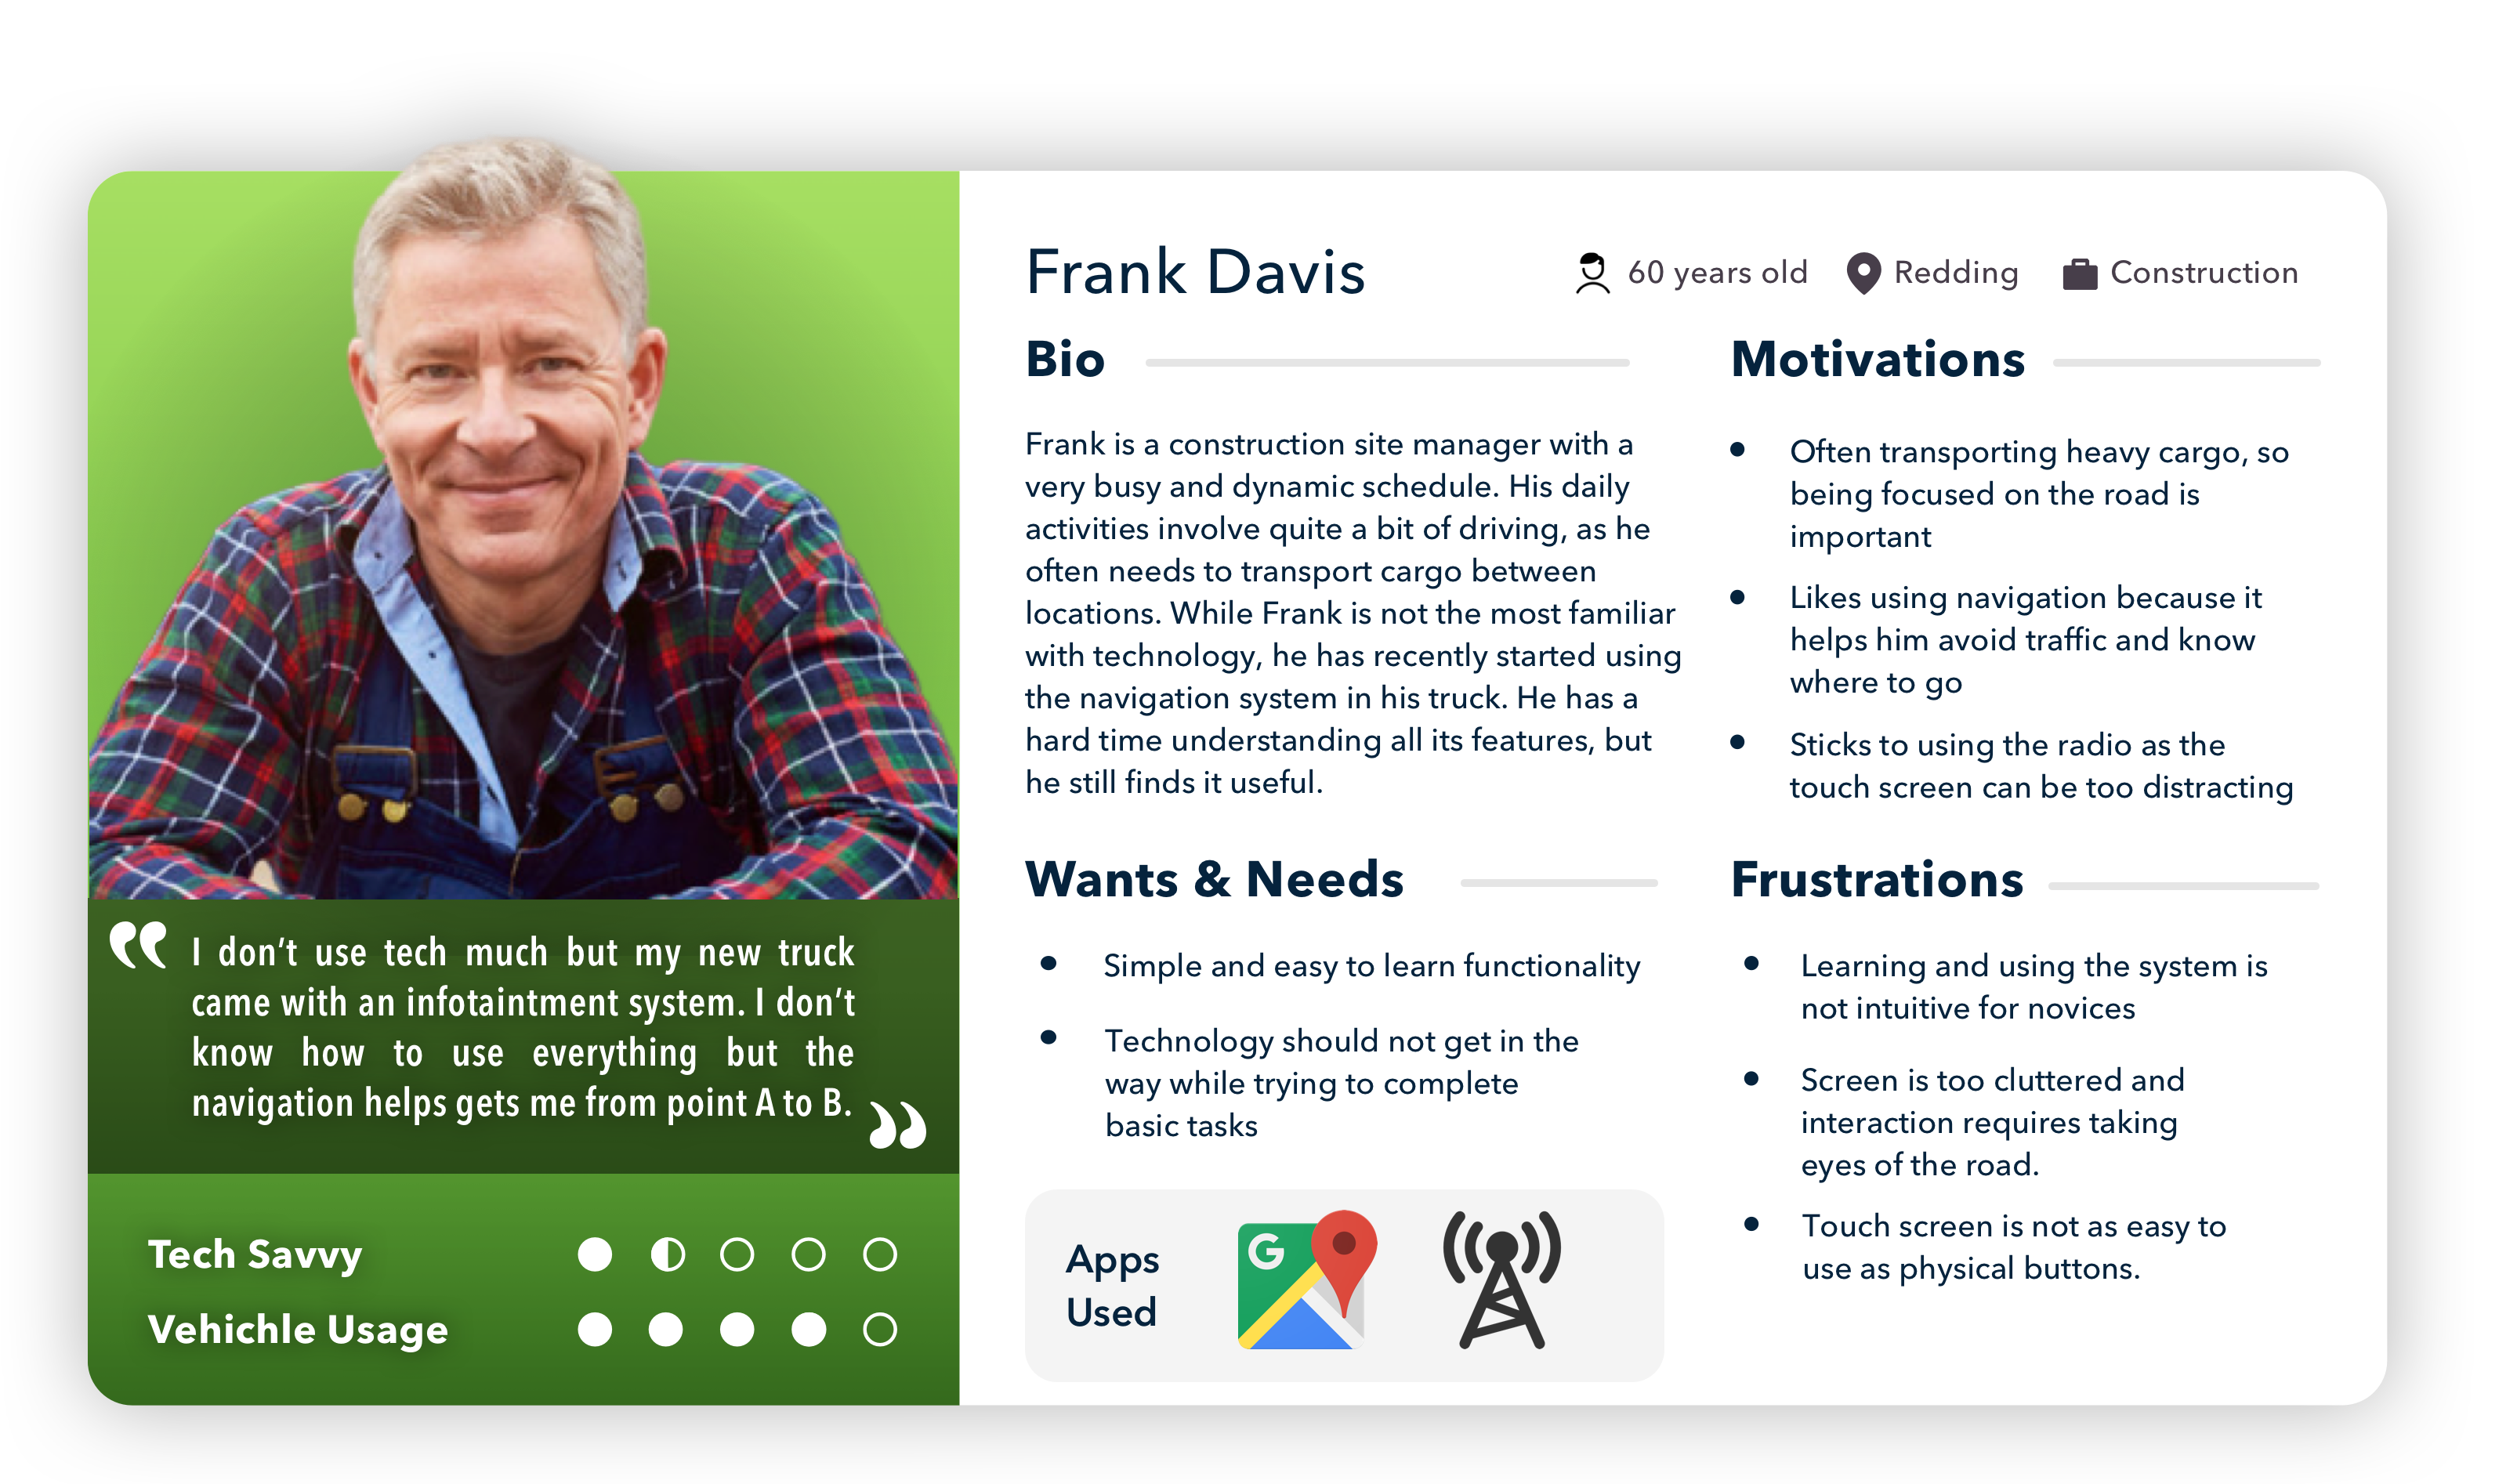 Frank Davis
60 years old
Redding
Construction
Bio
Frank is a construction site manager with a
very busy and dynamic schedule. His daily
activities involve quite a bit of driving, as he
often needs to transport cargo between
locations. While Frank is not the most familiar
with technology, he has recently started using
the navigation system in his truck. He has a
hard time understanding all its features, but
he still finds it useful.
Motivations
Often transporting heavy cargo, so
being focused on the road is
important
Likes using navigation because it
helps him avoid traffic and know
where to go
Sticks to using the radio as the
touch screen can be too distracting
Wants & Needs
Simple and easy to learn functionality
Technology should not get in the
way while trying to complete
basic tasks
Frustrations
Learning and using the system is
not intuitive for novices
Screen is too cluttered and
interaction requires taking
eyes of the road.
Touch screen is not as easy to
use as physical buttons.
Apps
Used
G
“I don’t use tech much but my new truck
came with an infotaintment system. I don’t
know how to use everything but the
navigation helps gets me from point A to B.”
Tech Savvy
Vehichle Usage